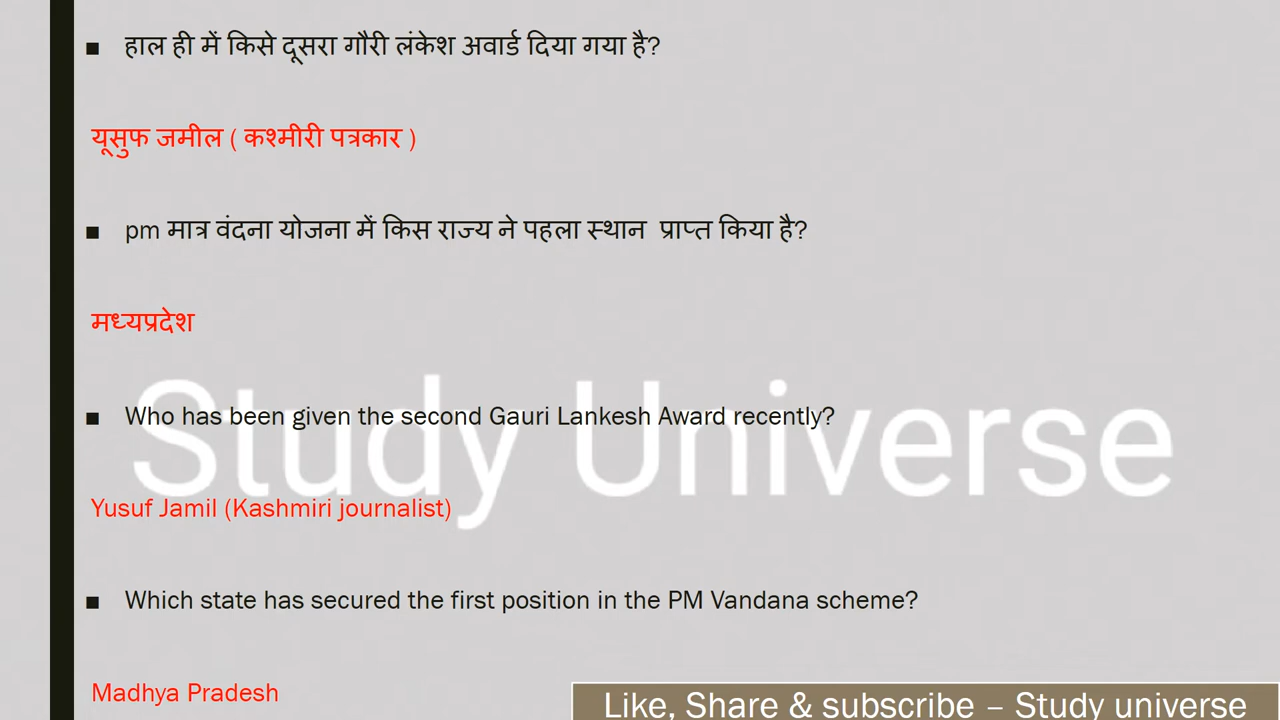 ■ हाल ही में किसे दूसरा गौरी लंकेश अवार्ड दिया गया है?
यूसुफ जमील ( कश्मीरी पत्रकार )
■ pm मात्र वंदना योजना में किस राज्य ने पहला स्थान प्राप्त किया है?
मध्यप्रदेश
Study Universe
■ Who has been given the second Gauri Lankesh Award recently?
Yusuf Jamil (Kashmiri journalist)
■ Which state has secured the first position in the PM Vandana scheme?
Madhya Pradesh
Like, Share & subscribe – Study universe